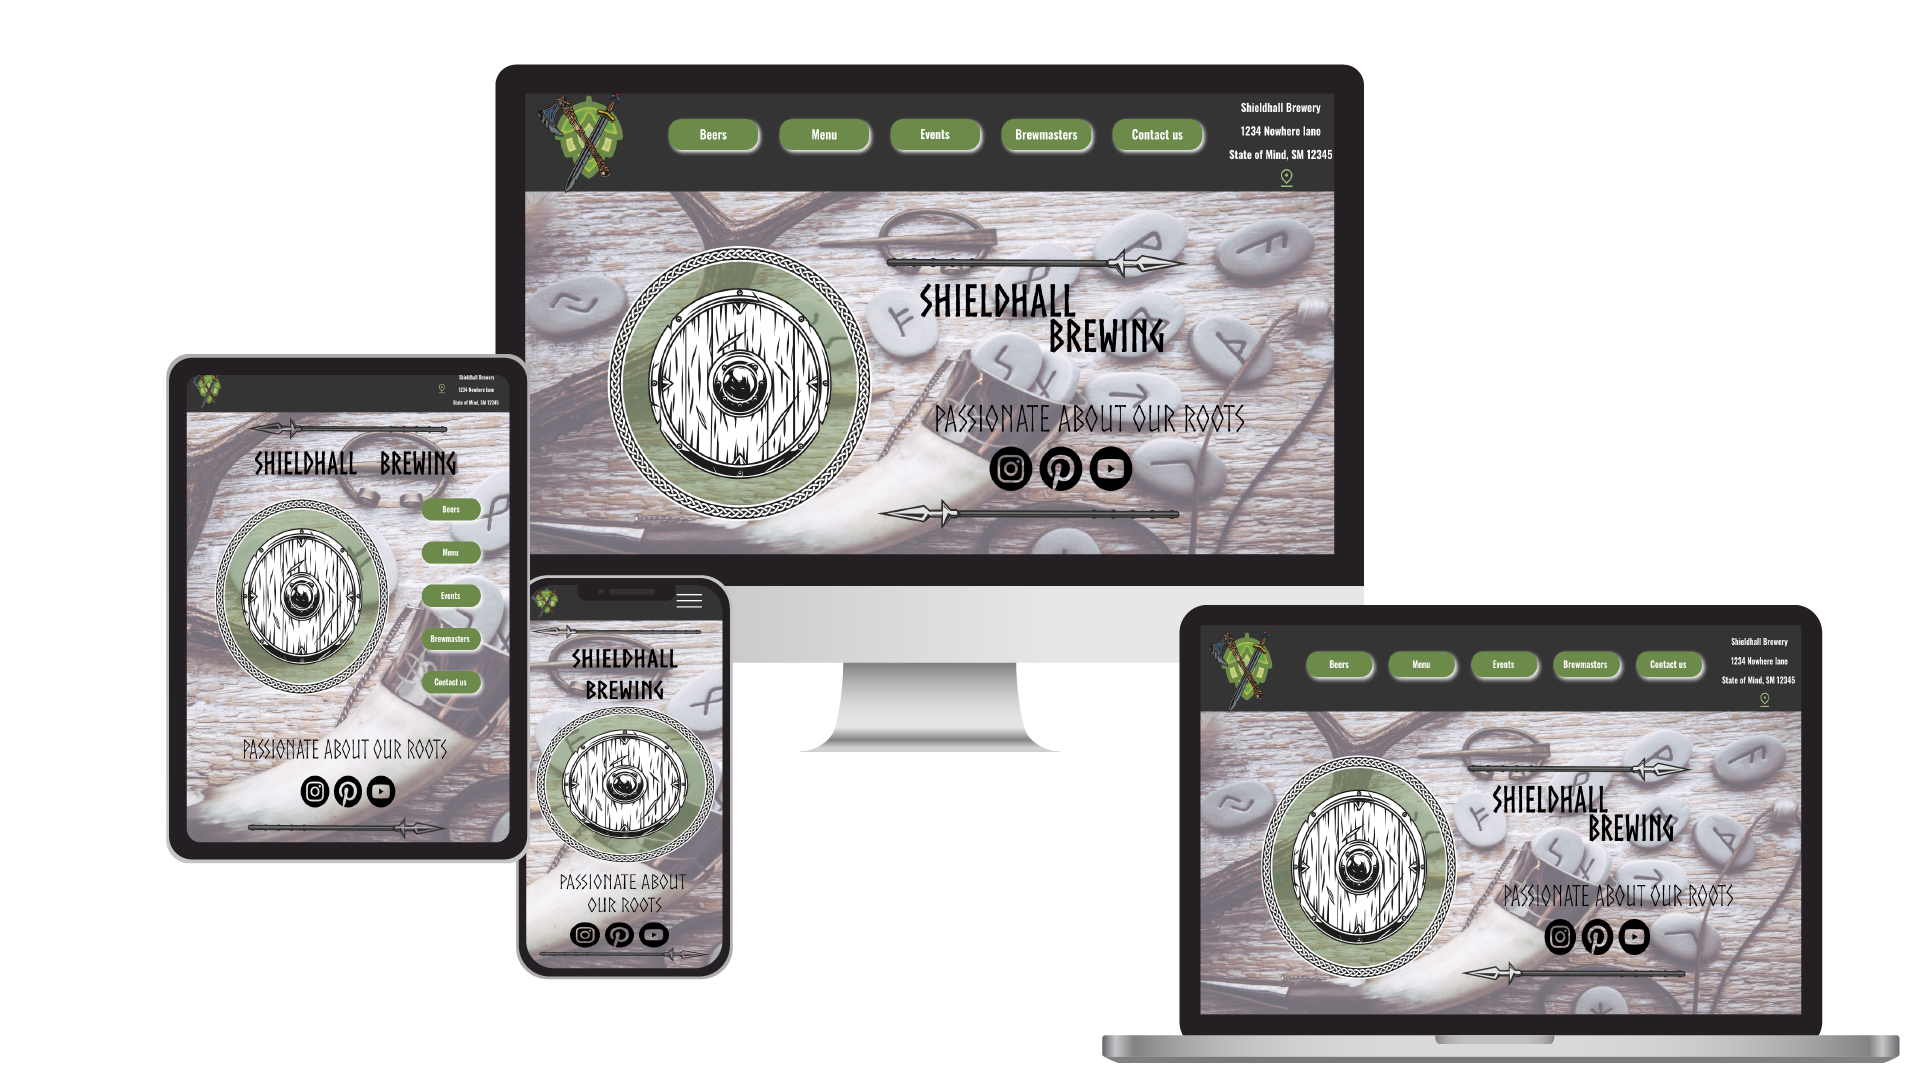 Beers
Menu
Events
Brewmasters
Contact us
Shieldhall Brewery
1234 Nowhere lane
State of Mind, SM 12345
SHIELDHALL
BREWING
PASSIONATE ABOUT OUR ROOTS
Shieldhall Brewery
1234 Nowhere lane
State of Mind, SM 12345
SHIELDHALL BREWING
Beers
Menu
Events
Brewmasters
Contact us
PASSIONATE ABOUT OUR ROOTS
SHIELDHALL
BREWING
PASSIONATE ABOUT
OUR ROOTS
Beers
Menu
Events
Brewmasters
Contact us
Shieldhall Brewery
1234 Nowhere lane
State of Mind, SM 12345
SHIELDHALL
BREWING
PASSIONATE ABOUT OUR ROOTS